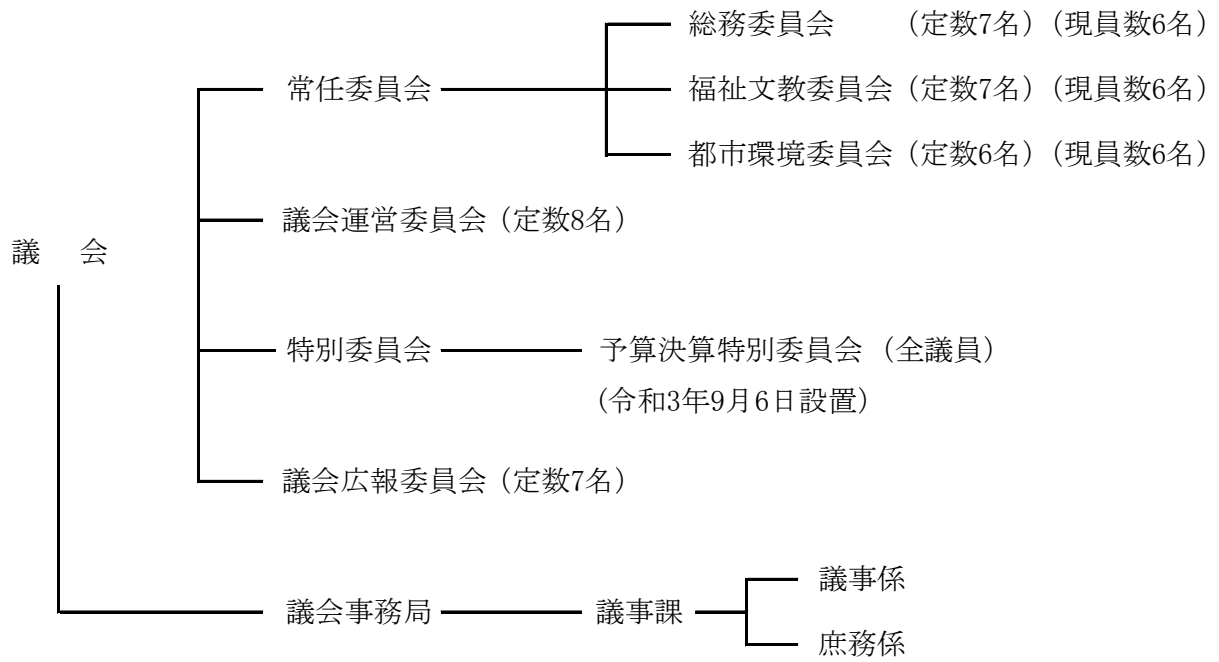 総務委員会 (定数7名) (現員数6名)
常任委員会 福祉文教委員会 (定数7名) (現員数6名)
都市環境委員会 (定数6名) (現員数6名)
議会運営委員会 (定数8名)
議 会
特別委員会 予算決算特別委員会 (全議員)
(令和3年9月6日設置)
議会広報委員会 (定数7名)
議事係
議会事務局 議事課
庶務係